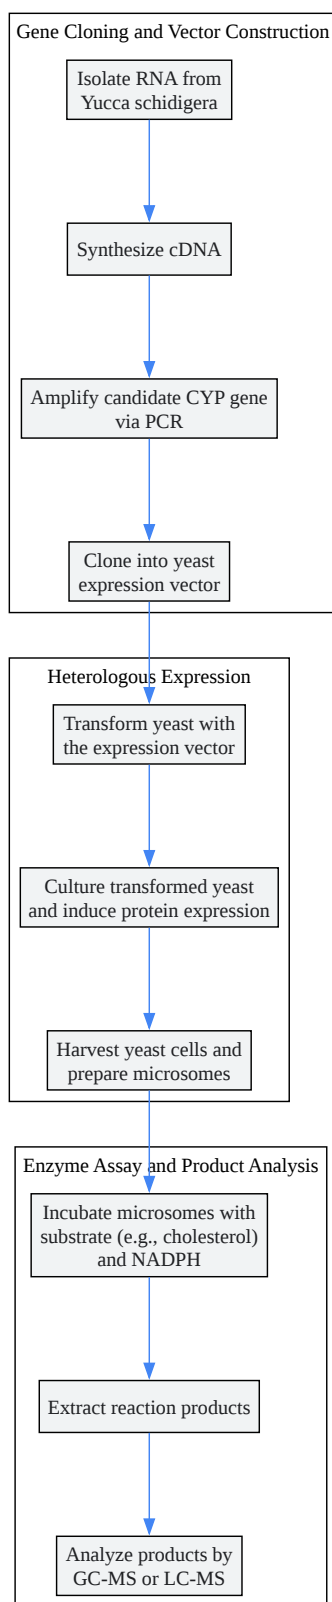 Gene Cloning and Vector Construction
Isolate RNA from
Yucca schidigera
Synthesize cDNA
Amplify candidate CYP gene
via PCR
Clone into yeast
expression vector
Heterologous Expression
Transform yeast with
the expression vector
Culture transformed yeast
and induce protein expression
Harvest yeast cells and
prepare microsomes
Enzyme Assay and Product Analysis
Incubate microsomes with
substrate (e.g., cholesterol)
and NADPH
Extract reaction products
Analyze products by
GC-MS or LC-MS